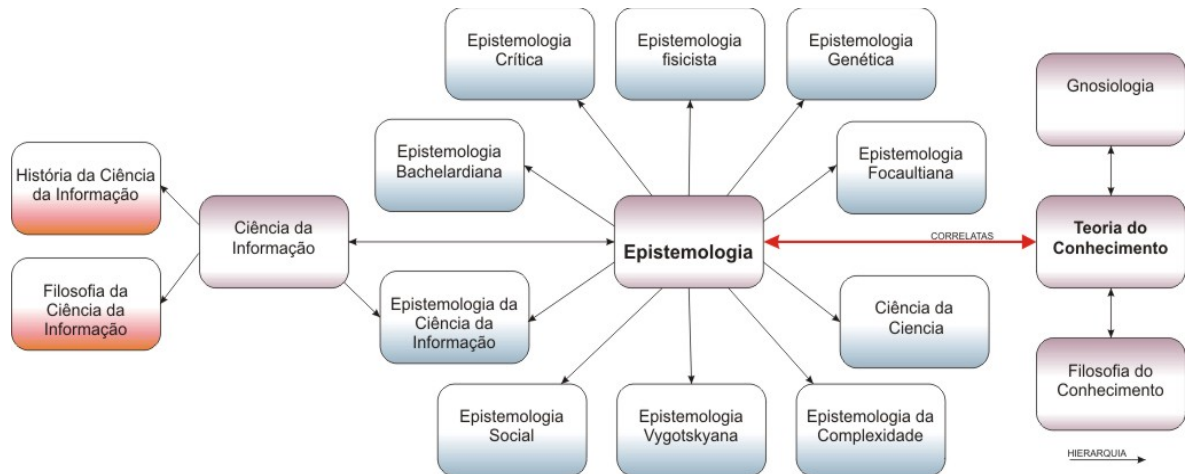 Epistemologia
Crítica
Epistemologia
fisicista
Epistemologia
Genética
Gnosiologia
História da Ciência
da Informação
Epistemologia
Bachelardiana
Epistemologia
Focaultiana
Ciência da
Informação
Epistemologia
CORRELATAS
Teoria do
Conhecimento
Filosofia da
Ciência da
Informação
Epistemologia da
Ciência da
Informação
Ciência da
Ciencia
Filosofia do
Conhecimento
Epistemologia
Social
Epistemologia
Vygotskyana
Epistemologia da
Complexidade
HIERARQUIA